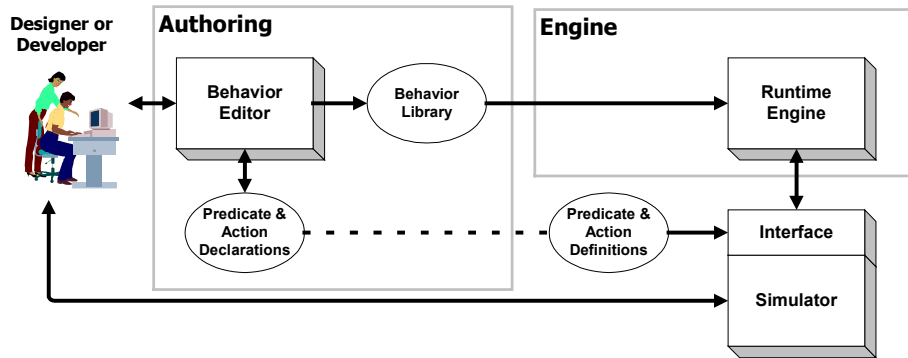 Designer or
Developer
Authoring
Behavior
Editor
Behavior
Library
Predicate &
Action
Declarations
Engine
Runtime
Engine
Predicate &
Action
Definitions
Interface
Simulator